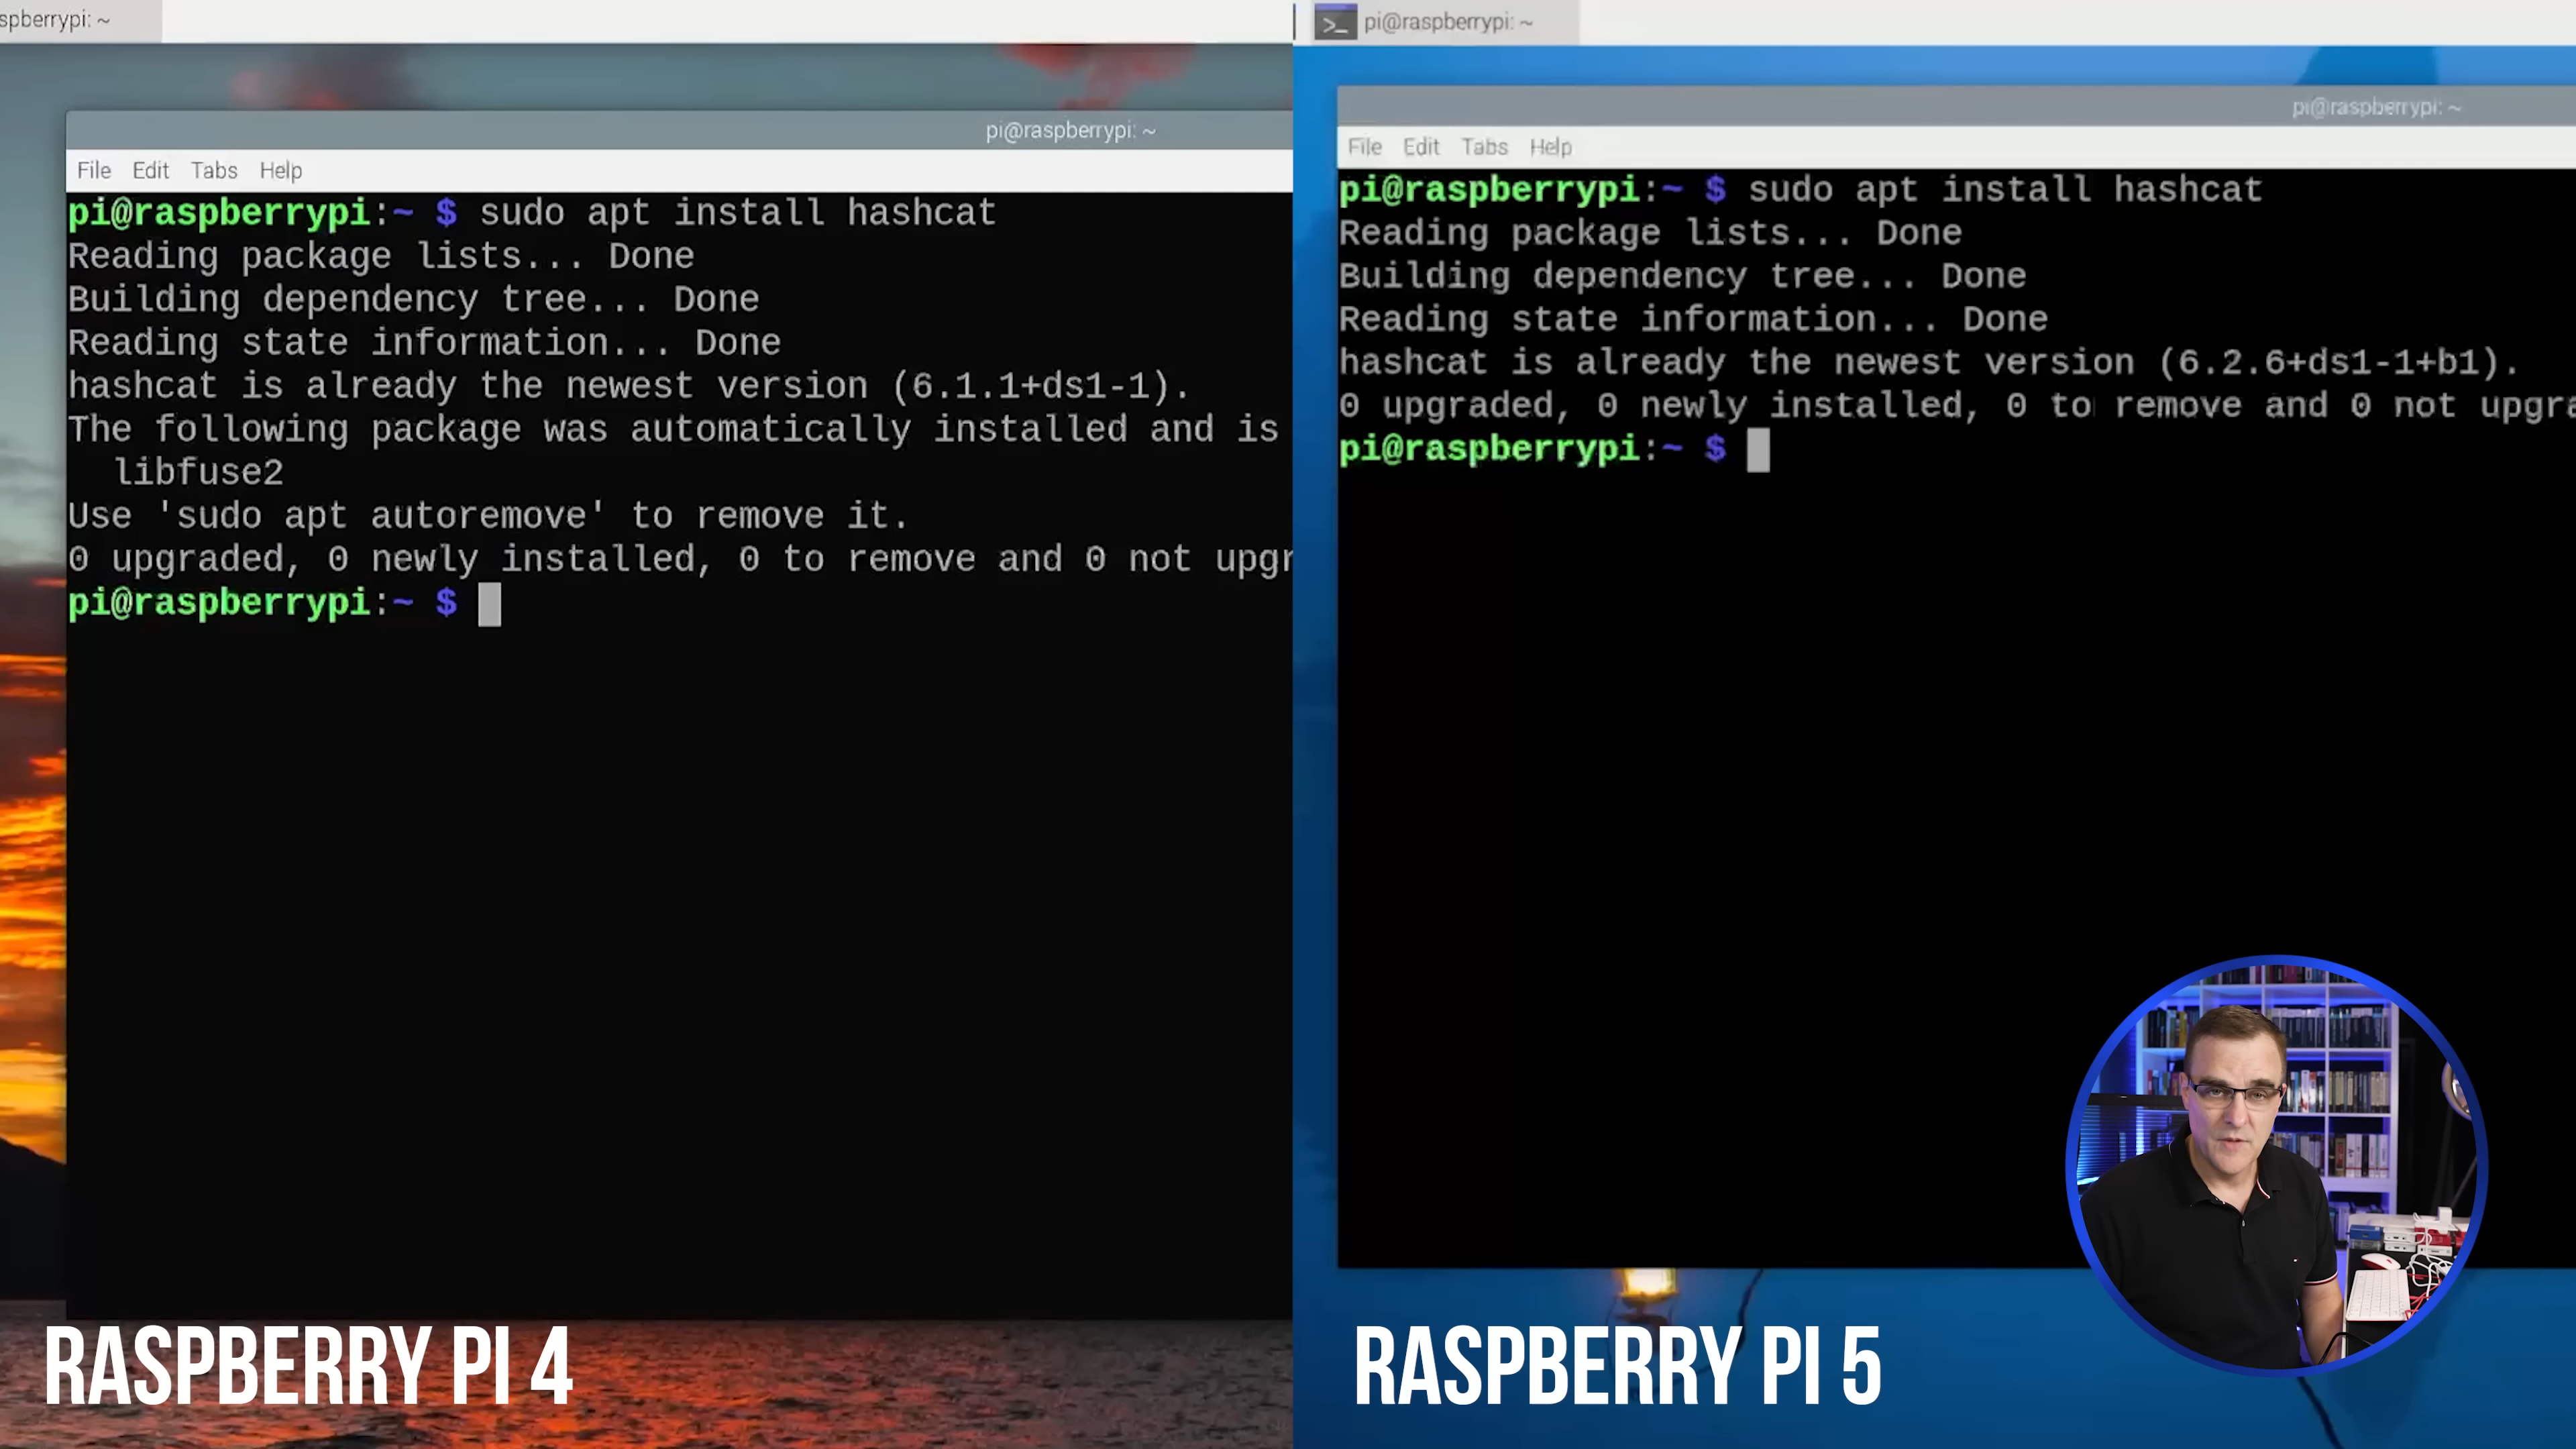 spberrypi: ~
pi@raspberrypi: ~
File Edit Tabs Help
pi@raspberrypi:~ $ sudo apt install hashcat
Reading package lists... Done
Building dependency tree... Done
Reading state information... Done
hashcat is already the newest version (6.1.1+ds1-1).
The following package was automatically installed and is
libfuse2
Use 'sudo apt autoremove' to remove it.
0 upgraded, 0 newly installed, 0 to remove and 0 not upgr
pi@raspberrypi:~ $
RASPBERRY PI 4
>_ pi@raspberrypi: ~
pi@raspberrypi: ~
File Edit Tabs Help
pi@raspberrypi:~ $ sudo apt install hashcat
Reading package lists... Done
Building dependency tree... Done
Reading state information... Done
hashcat is already the newest version (6.2.6+ds1-1+b1).
0 upgraded, 0 newly installed, 0 to remove and 0 not upgra
pi@raspberrypi:~ $
RASPBERRY PI 5